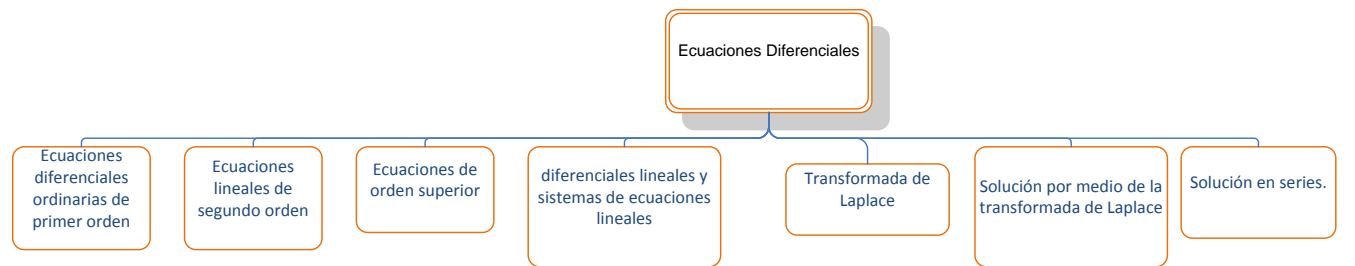 Ecuaciones Diferenciales
Ecuaciones
diferenciales
ordinarias de
primer orden
Ecuaciones
lineales de
segundo orden
Ecuaciones de
orden superior
diferenciales lineales y
sistemas de ecuaciones
lineales
Transformada de
Laplace
Solución por medio de la
transformada de Laplace
Solución en series.